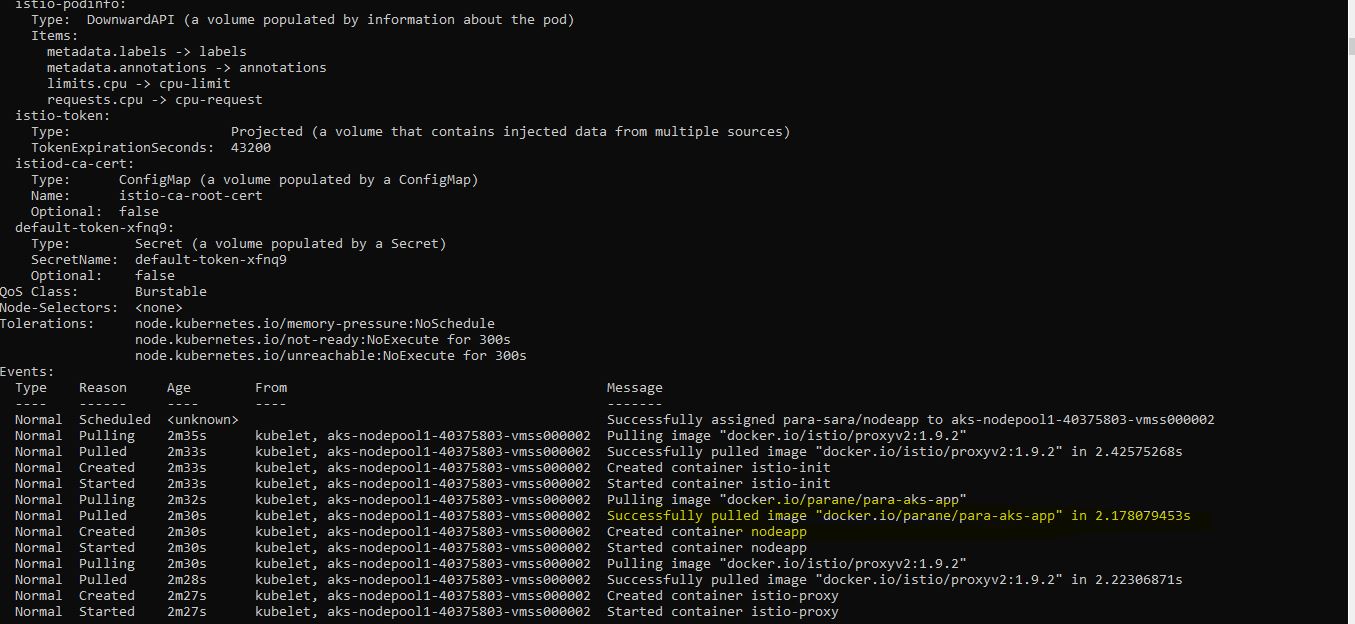 istio-podinfo:
Type:  DownwardAPI (a volume populated by information about the pod)
Items:
metadata.labels -> labels
metadata.annotations -> annotations
limits.cpu -> cpu-limit
requests.cpu -> cpu-request
istio-token:
Type:                    Projected (a volume that contains injected data from multiple sources)
TokenExpirationSeconds:  43200
istiod-ca-cert:
Type:      ConfigMap (a volume populated by a ConfigMap)
Name:      istio-ca-root-cert
Optional:  false
default-token-xfnq9:
Type:        Secret (a volume populated by a Secret)
SecretName:  default-token-xfnq9
Optional:    false
QoS Class:       Burstable
Node-Selectors:  <none>
Tolerations:     node.kubernetes.io/memory-pressure:NoSchedule
node.kubernetes.io/not-ready:NoExecute for 300s
node.kubernetes.io/unreachable:NoExecute for 300s
Events:
Type    Reason     Age        From                                        Message
----    ------     ----       ----                                        -------
Normal  Scheduled  <unknown>                                              Successfully assigned para-sara/nodeapp to aks-nodepool1-40375803-vmss000002
Normal  Pulling    2m35s      kubelet, aks-nodepool1-40375803-vmss000002  Pulling image "docker.io/istio/proxyv2:1.9.2"
Normal  Pulled     2m33s      kubelet, aks-nodepool1-40375803-vmss000002  Successfully pulled image "docker.io/istio/proxyv2:1.9.2" in 2.42575268s
Normal  Created    2m33s      kubelet, aks-nodepool1-40375803-vmss000002  Created container istio-init
Normal  Started    2m33s      kubelet, aks-nodepool1-40375803-vmss000002  Started container istio-init
Normal  Pulling    2m32s      kubelet, aks-nodepool1-40375803-vmss000002  Pulling image "docker.io/parane/para-aks-app"
Normal  Pulled     2m30s      kubelet, aks-nodepool1-40375803-vmss000002  Successfully pulled image "docker.io/parane/para-aks-app" in 2.178079453s
Normal  Created    2m30s      kubelet, aks-nodepool1-40375803-vmss000002  Created container nodeapp
Normal  Started    2m30s      kubelet, aks-nodepool1-40375803-vmss000002  Started container nodeapp
Normal  Pulling    2m30s      kubelet, aks-nodepool1-40375803-vmss000002  Pulling image "docker.io/istio/proxyv2:1.9.2"
Normal  Pulled     2m28s      kubelet, aks-nodepool1-40375803-vmss000002  Successfully pulled image "docker.io/istio/proxyv2:1.9.2" in 2.22306871s
Normal  Created    2m27s      kubelet, aks-nodepool1-40375803-vmss000002  Created container istio-proxy
Normal  Started    2m27s      kubelet, aks-nodepool1-40375803-vmss000002  Started container istio-proxy